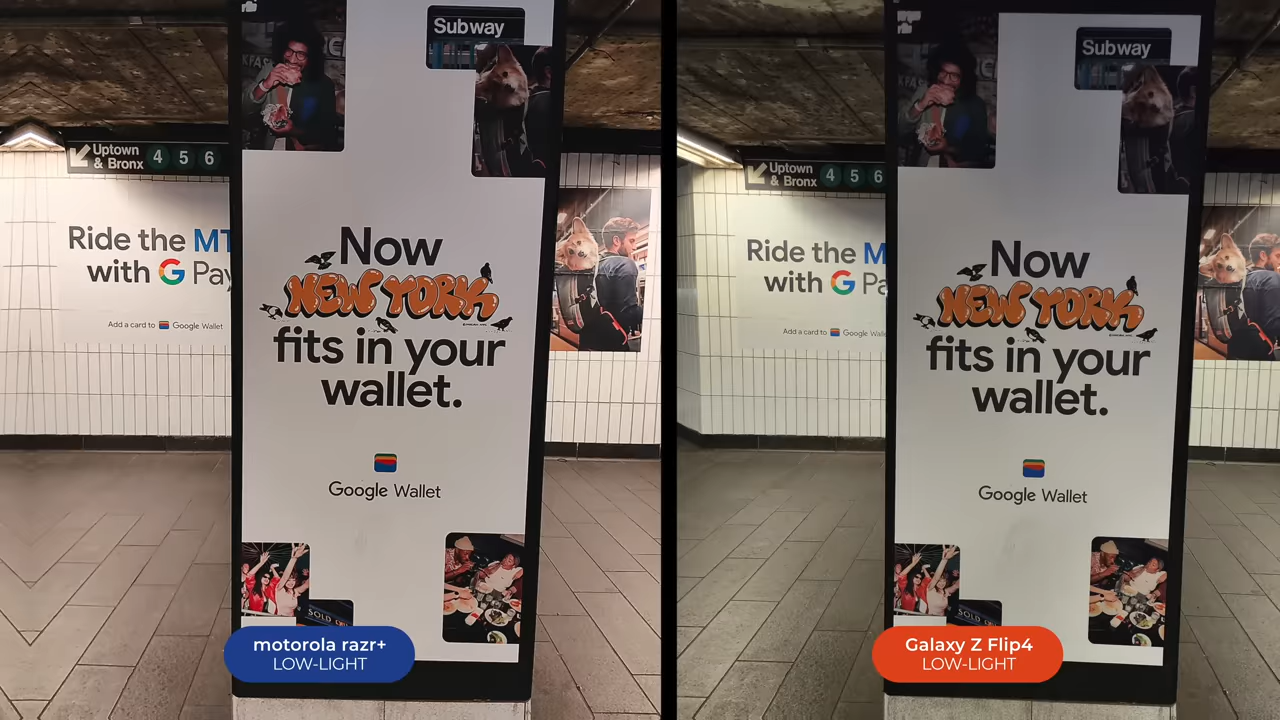 Subway
Uptown
& Bronx 4 5 6
Ride the MT
with G Pay
Add a card to Google Wallet
Now
NEW YORK
fits in your
wallet.
Google Wallet
SOLD
motorola razr+
LOW-LIGHT
Subway
Uptown
& Bronx 4 5 6
Ride the M
with G Pa
Add a card to Google Walle
Now
NEW YORK
fits in your
wallet.
Google Wallet
SOLD
Galaxy Z Flip4
LOW-LIGHT